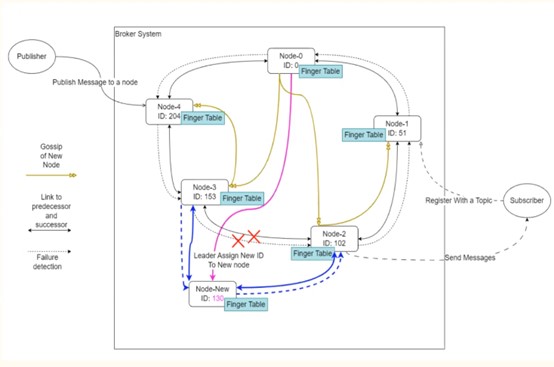 Broker System
Publisher
Node-0
ID: 0
Finger Table
Publish Message to a node
Node-4
ID: 204
Finger Table
Node-1
ID: 51
Finger Table
Gossip
of New
Node
Node-3
ID: 153
Finger Table
Link to
predecessor
and
successor
Register With a Topic
Subscriber
Node-2
ID: 102
Finger Table
Failure
detection
Leader Assign New ID
To New node
Send Messages
Node-New
ID: 130
Finger Table